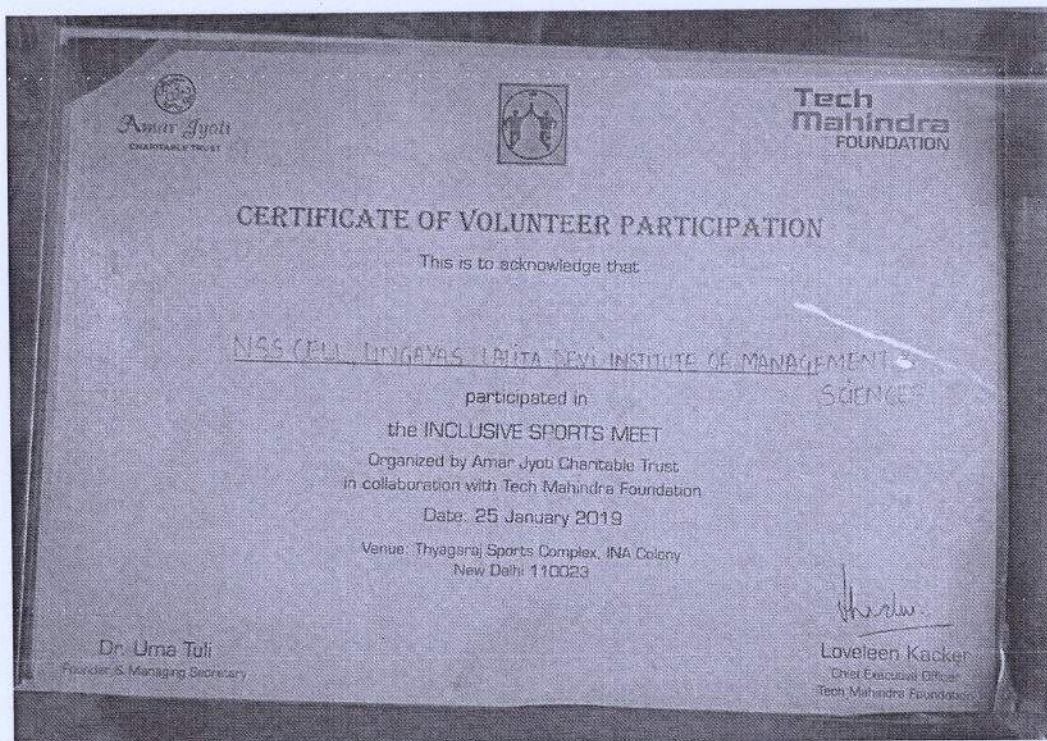 Amar Jyoti
CHARITABLE TRUST
Tech
Mahindra
FOUNDATION
CERTIFICATE OF VOLUNTEER PARTICIPATION
This is to acknowledge that
NSS CELL, LINGAYAS LALITA DEVI INSTITUTE OF MANAGEMENT &
SCIENCES
participated in
the INCLUSIVE SPORTS MEET
Organized by Amar Jyoti Charitable Trust
in collaboration with Tech Mahindra Foundation
Date: 25 January 2019
Venue: Thyagaraj Sports Complex, INA Colony
New Delhi 110023
Dr. Uma Tuli
Founder & Managing Secretary
Loveleen Kacker
Chief Executive Officer
Tech Mahindra Foundation